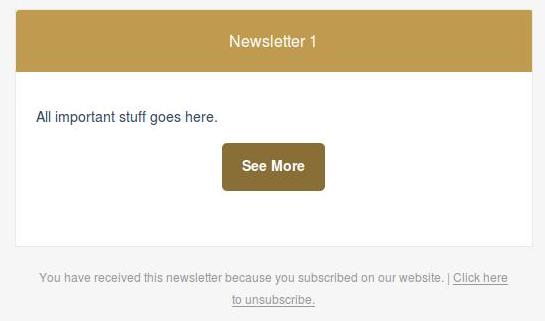 Newsletter 1
All important stuff goes here.
See More
You have received this newsletter because you subscribed on our website. | Click here
to unsubscribe.